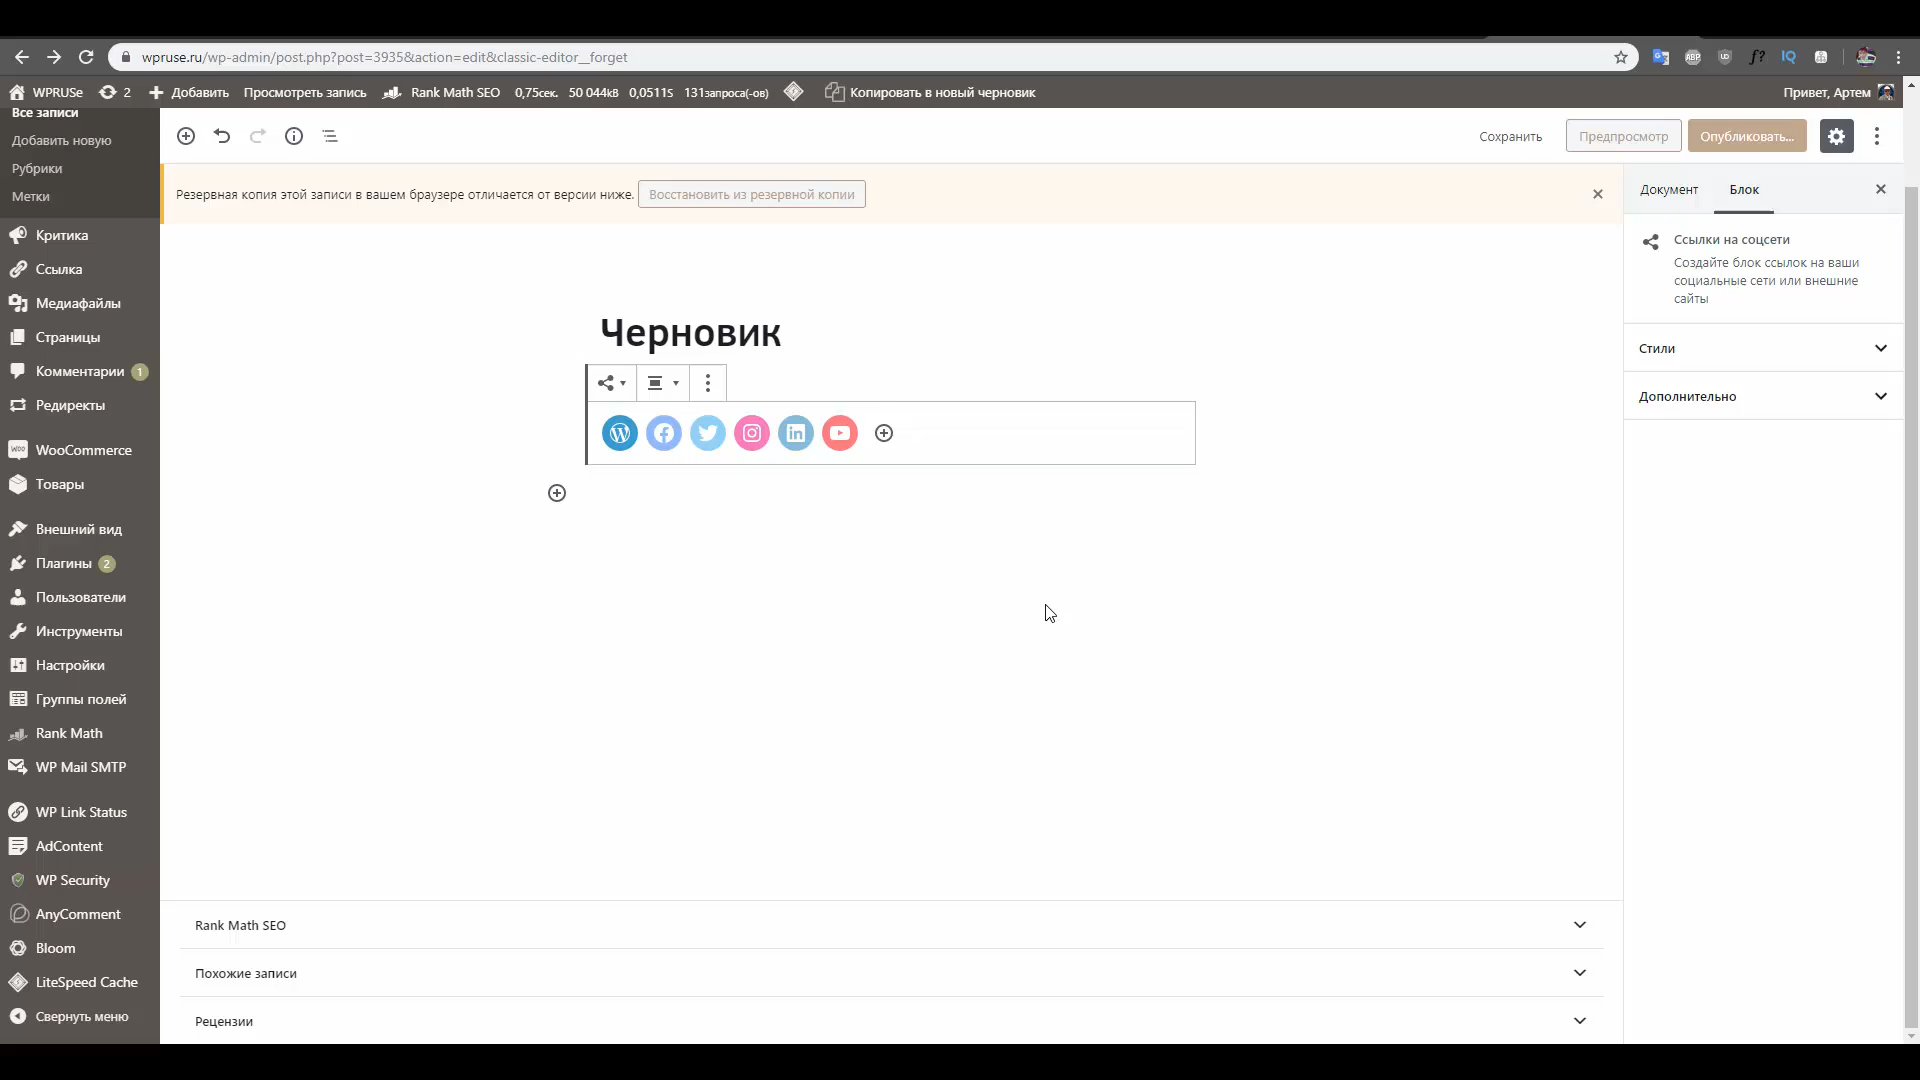 wpruse.ru/wp-admin/post.php?post=3935&action=edit&classic-editor__forget
WPRUSe 2 Добавить Просмотреть запись Rank Math SEO 0,75сек. 50 044кВ 0,0511S 131запроса(-ов) Копировать в новый черновик Привет, Артем
Все записи
Добавить новую
Рубрики
Метки
Критика
Ссылка
Медиафайлы
Страницы
Комментарии 1
Редиректы
WooCommerce
Товары
Внешний вид
Плагины 2
Пользователи
Инструменты
Настройки
Группы полей
Rank Math
WP Mail SMTP
WP Link Status
AdContent
WP Security
AnyComment
Bloom
LiteSpeed Cache
Свернуть меню
Сохранить Предпросмотр Опубликовать...
Резервная копия этой записи в вашем браузере отличается от версии ниже. Восстановить из резервной копии
Черновик
Rank Math SEO
Похожие записи
Рецензии
Документ Блок
Ссылки на соцсети
Создайте блок ссылок на ваши
социальные сети или внешние
сайты
Стили
Дополнительно